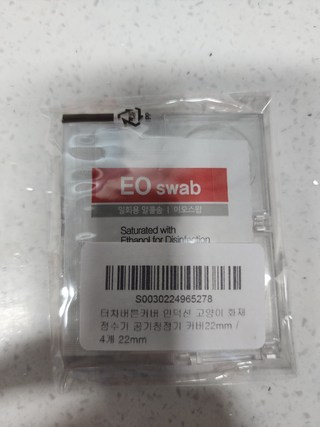 EO swab
일회용 알콜솜 | 이오스왑
Saturated with
Ethanol for Disinfection
S0030224965278
터치버튼커버 인덕션 고양이 화재
정수기 공기청정기 커버22mm /
4개 22mm